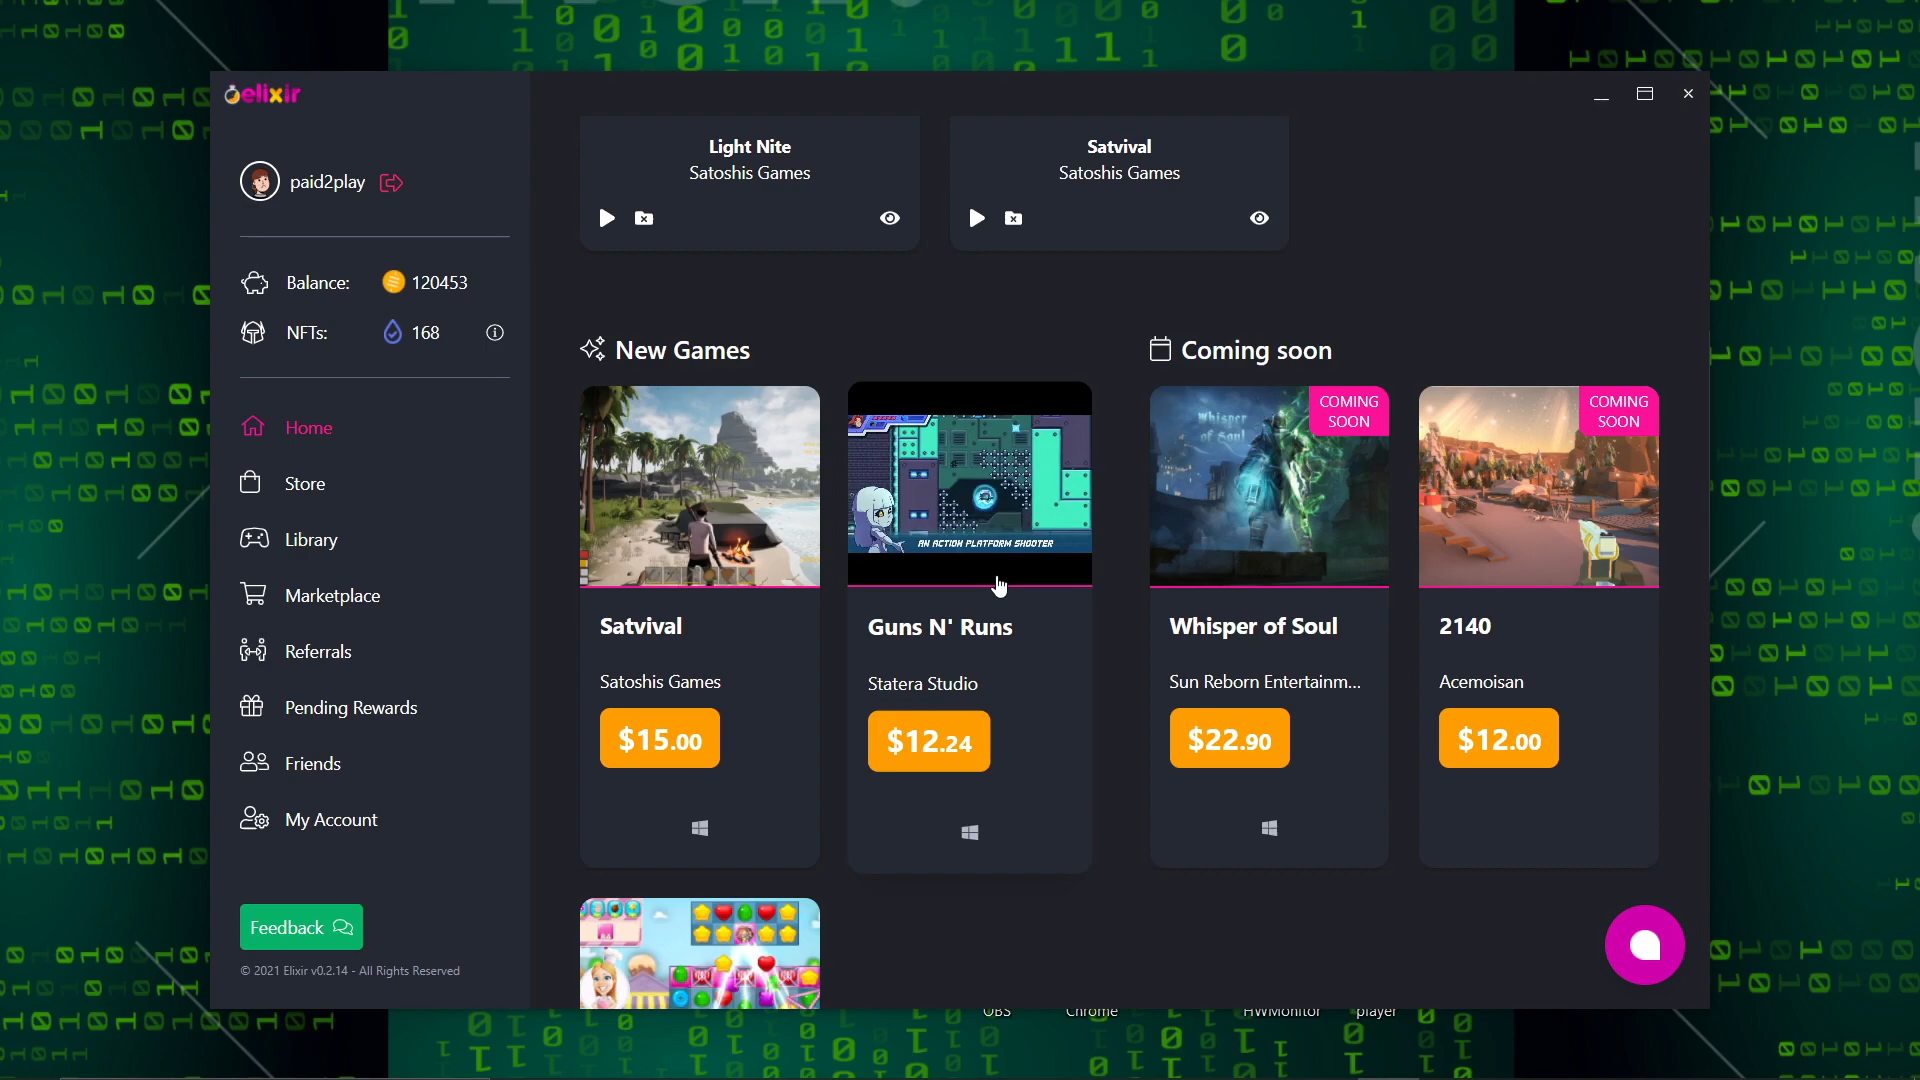 elixir
paid2play
Balance: 120453
NFTs: 168
Home
Store
Library
Marketplace
Referrals
Pending Rewards
Friends
My Account
Feedback
© 2021 Elixir v0.2.14 - All Rights Reserved
Light Nite
Satoshis Games
Satvival
Satoshis Games
New Games
Satvival
Satoshis Games
$15.00
AN ACTION PLATFORM SHOOTER
Guns N' Runs
Statera Studio
$12.24
Coming soon
Whisper
of Soul
COMING
SOON
Whisper of Soul
Sun Reborn Entertainm...
$22.90
COMING
SOON
2140
Acemoisan
$12.00
OBS
Chrome
HWMonitor
player